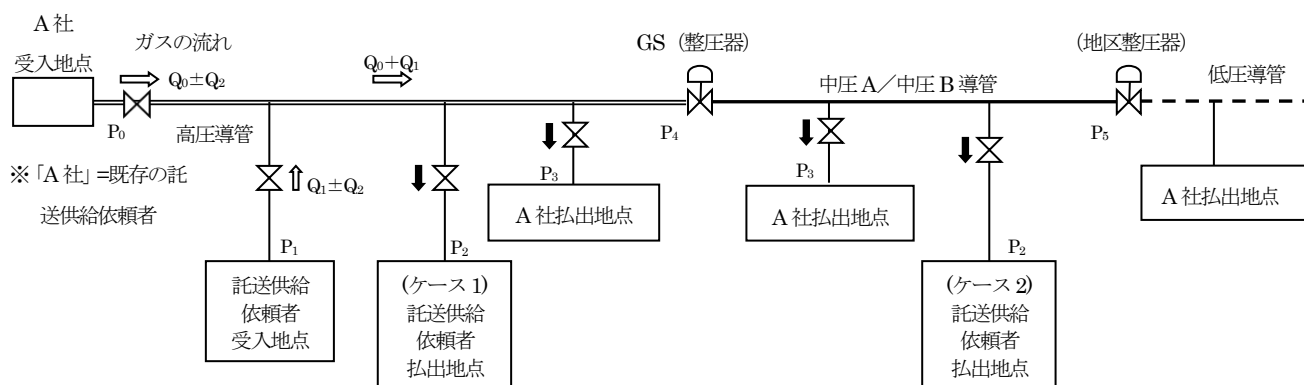 A社
受入地点
ガスの流れ
Q0±Q2
Q0+Q1
GS（整圧器）
（地区整圧器）
中圧A／中圧B導管
低圧導管
P0
高圧導管
P4
P5
※「A社」=既存の託
送供給依頼者
Q1±Q2
P3
A社払出地点
P3
A社払出地点
A社払出地点
P1
託送供給
依頼者
受入地点
P2
(ケース1)
託送供給
依頼者
払出地点
P2
(ケース2)
託送供給
依頼者
払出地点